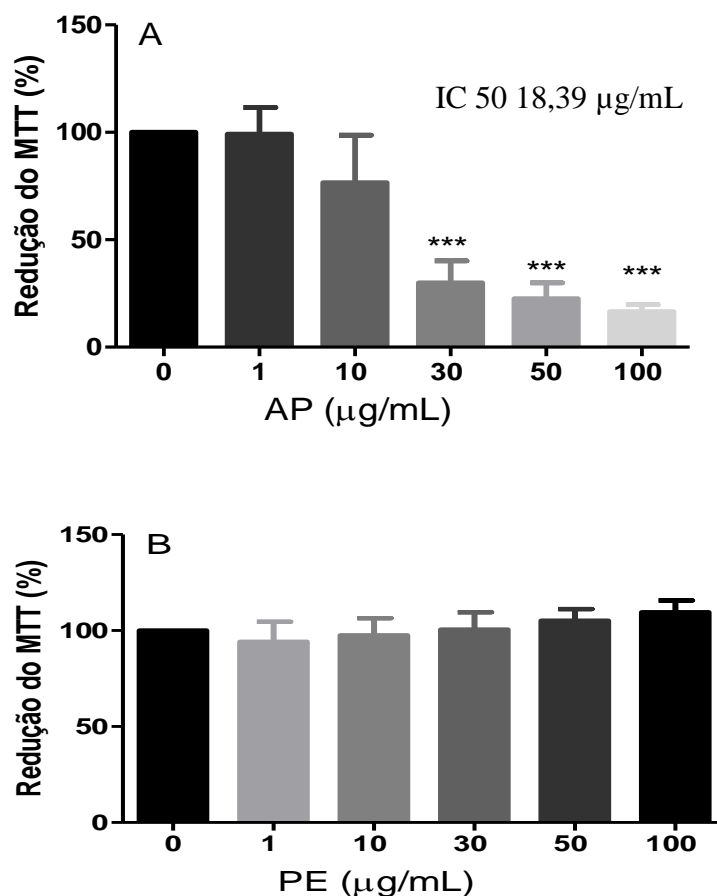 A
IC 50 18,39 µg/mL
Redução do MTT (%)
150
100
50
0
*** *** ***
0 1 10 30 50 100
AP (µg/mL)
B
Redução do MTT (%)
150
100
50
0
0 1 10 30 50 100
PE (µg/mL)